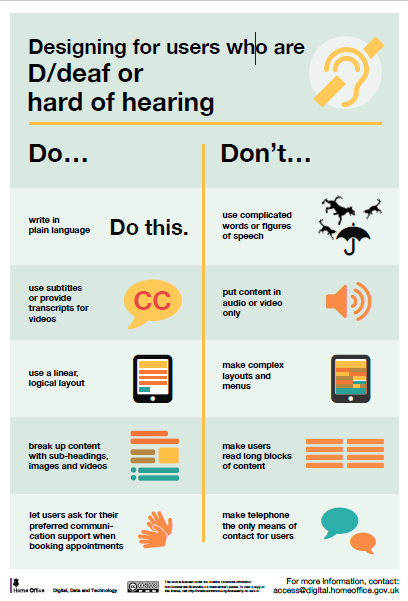 Designing for users who are
D/deaf or
hard of hearing
Do...
Don't...
write in
plain language
Do this.
use complicated
words or figures
of speech
use subtitles
or provide
transcripts for
videos
CC
put content in
audio or video
only
use a linear,
logical layout
make complex
layouts and
menus
break up content
with sub-headings,
images and videos
make users
read long blocks
of content
let users ask for their
preferred communi-
cation support when
booking appointments
make telephone
the only means of
contact for users
Home Office
Digital, Data and Technology
For more information, contact:
access@digital.homeoffice.gov.uk